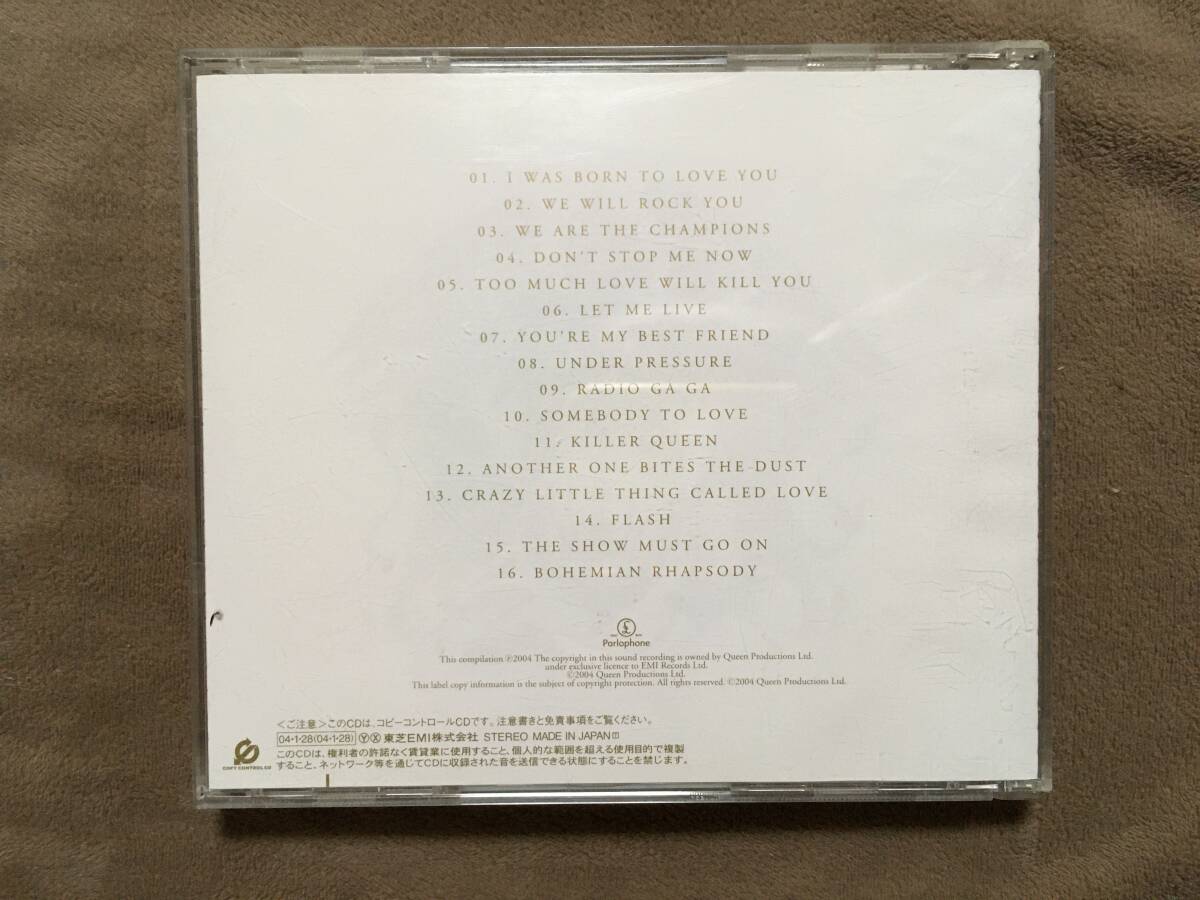 01. I WAS BORN TO LOVE YOU
02. WE WILL ROCK YOU
03. WE ARE THE CHAMPIONS
04. DON'T STOP ME NOW
05. TOO MUCH LOVE WILL KILL YOU
06. LET ME LIVE
07. YOU'RE MY BEST FRIEND
08. UNDER PRESSURE
09. RADIO GA GA
10. SOMEBODY TO LOVE
11. KILLER QUEEN
12. ANOTHER ONE BITES THE DUST
13. CRAZY LITTLE THING CALLED LOVE
14. FLASH
15. THE SHOW MUST GO ON
16. BOHEMIAN RHAPSODY
£
Parlophone
This compilation ℗2004 The copyright in this sound recording is owned by Queen Productions Ltd.
under exclusive licence to EMI Records Ltd.
©2004 Queen Productions Ltd.
This label copy information is the subject of copyright protection. All rights reserved. ©2004 Queen Productions Ltd.
<ご注意>このCDは、コピーコントロールCDです。注意書きと免責事項をご覧ください。
04・1・28(04・1・28) Ⓨ Ⓧ 東芝EMI株式会社 STEREO MADE IN JAPAN
このCDは、権利者の許諾なく賃貸業に使用すること、個人的な範囲を超える使用目的で複製
すること、ネットワーク等を通じてCDに収録された音を送信できる状態にすることを禁じます。
COPY CONTROL CD